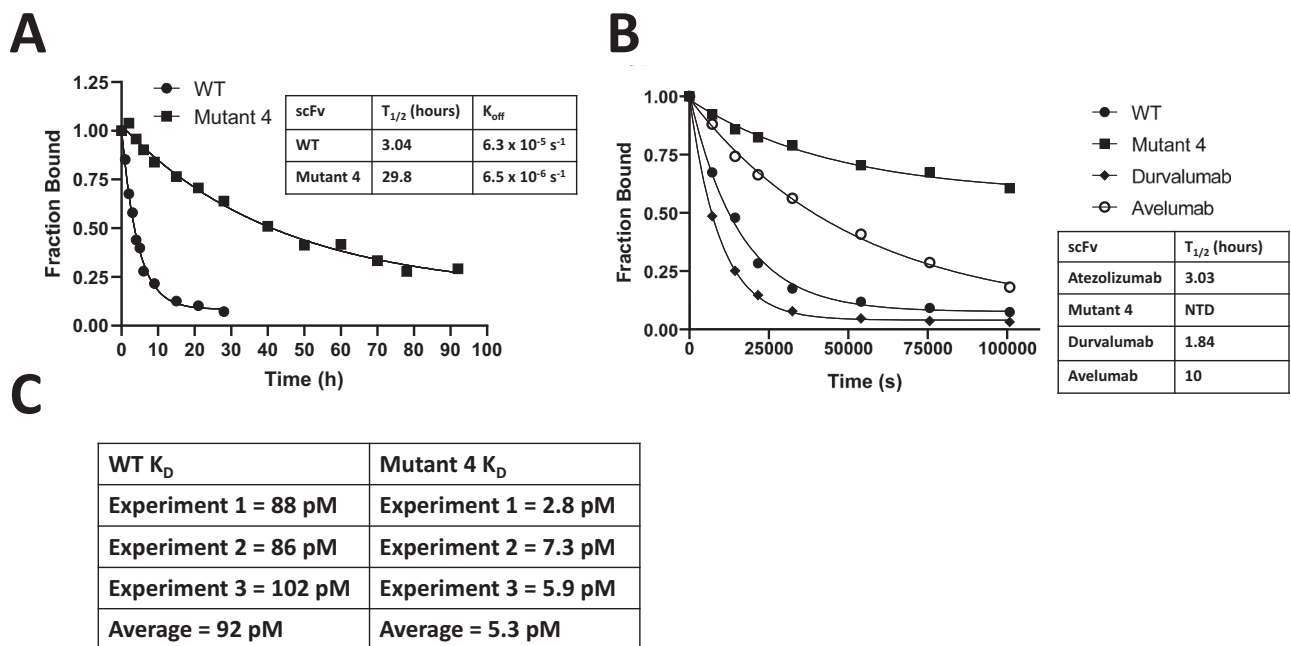 A
WT
Mutant 4
1.25
1.00
0.75
0.50
0.25
0.00
Fraction Bound
0 10 20 30 40 50 60 70 80 90 100
Time (h)
scFv T1/2 (hours) Koff
WT 3.04 6.3 x 10-5 s-1
Mutant 4 29.8 6.5 x 10-6 s-1
B
1.00
0.75
0.50
0.25
0.00
Fraction Bound
0 25000 50000 75000 100000
Time (s)
WT
Mutant 4
Durvalumab
Avelumab
scFv T1/2 (hours)
Atezolizumab 3.03
Mutant 4 NTD
Durvalumab 1.84
Avelumab 10
C
WT KD Mutant 4 KD
Experiment 1 = 88 pM Experiment 1 = 2.8 pM
Experiment 2 = 86 pM Experiment 2 = 7.3 pM
Experiment 3 = 102 pM Experiment 3 = 5.9 pM
Average = 92 pM Average = 5.3 pM